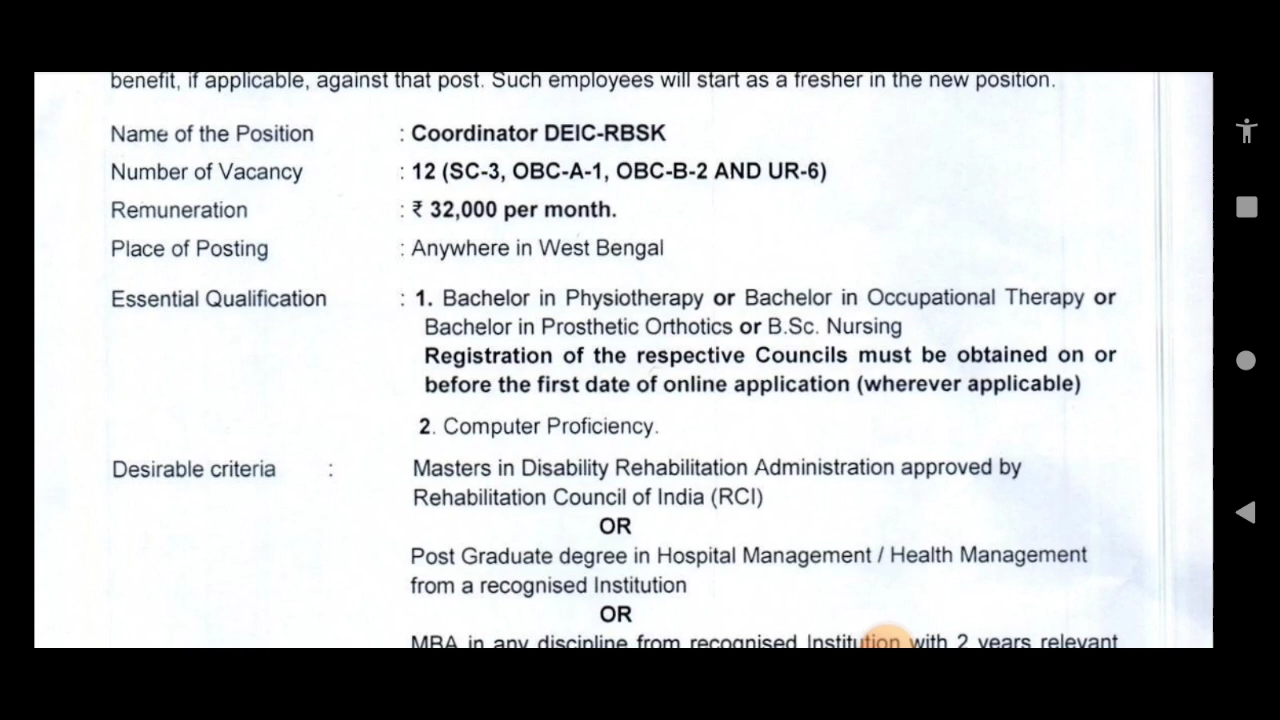 benefit, if applicable, against that post. Such employees will start as a fresher in the new position.
Name of the Position : Coordinator DEIC-RBSK
Number of Vacancy : 12 (SC-3, OBC-A-1, OBC-B-2 AND UR-6)
Remuneration : ₹ 32,000 per month.
Place of Posting : Anywhere in West Bengal
Essential Qualification : 1. Bachelor in Physiotherapy or Bachelor in Occupational Therapy or
Bachelor in Prosthetic Orthotics or B.Sc. Nursing
Registration of the respective Councils must be obtained on or
before the first date of online application (wherever applicable)
2. Computer Proficiency.
Desirable criteria : Masters in Disability Rehabilitation Administration approved by
Rehabilitation Council of India (RCI)
OR
Post Graduate degree in Hospital Management / Health Management
from a recognised Institution
OR
MBA in any discipline from recognised Institution with 2 years relevant